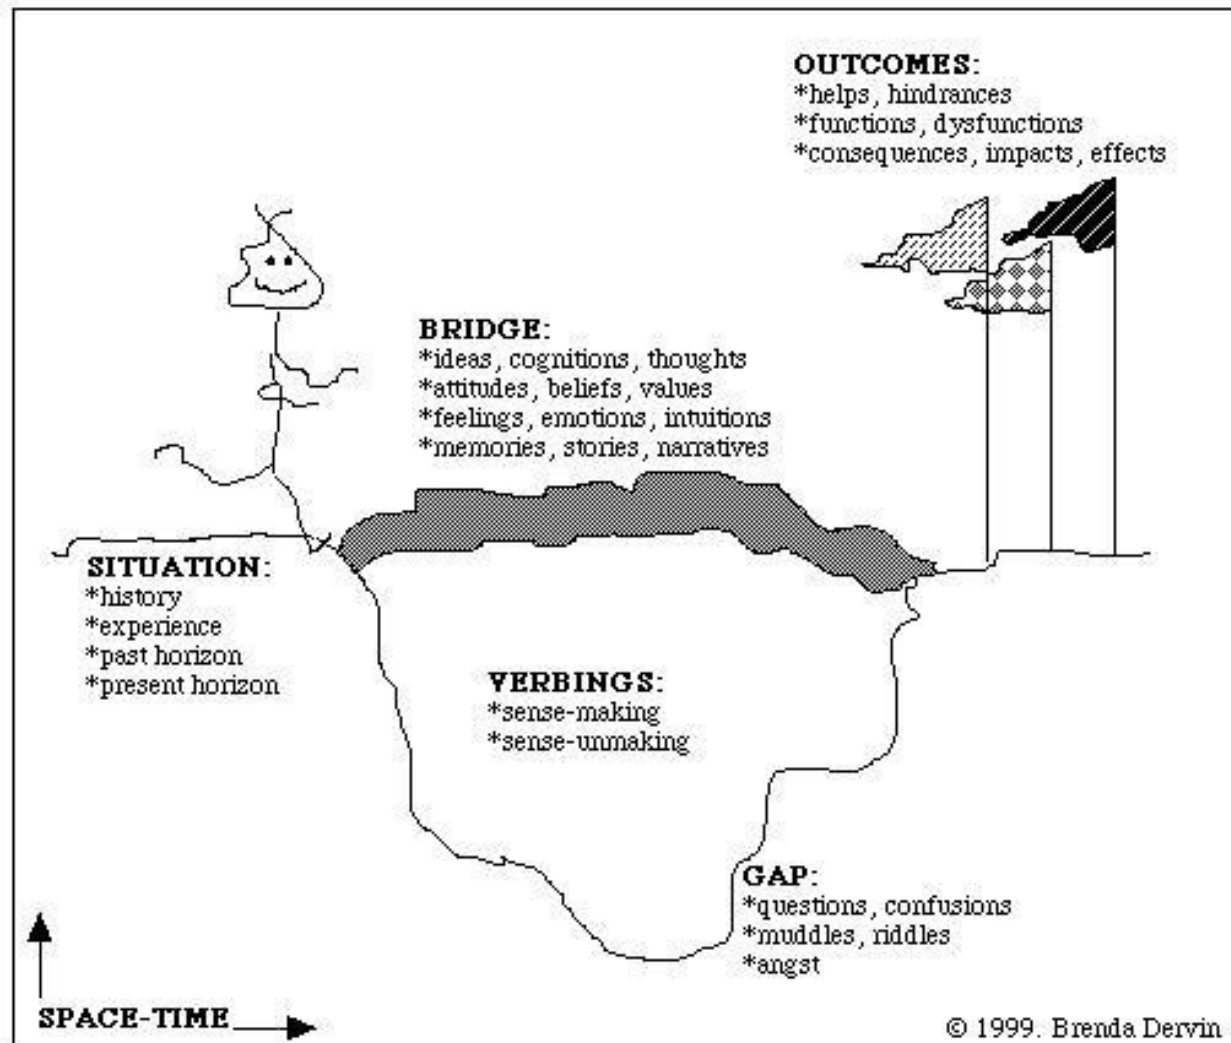 OUTCOMES:
*helps, hindrances
*functions, dysfunctions
*consequences, impacts, effects
BRIDGE:
*ideas, cognitions, thoughts
*attitudes, beliefs, values
*feelings, emotions, intuitions
*memories, stories, narratives
SITUATION:
*history
*experience
*past horizon
*present horizon
VERBINGS:
*sense-making
*sense-unmaking
GAP:
*questions, confusions
*muddles, riddles
*angst
SPACE-TIME
© 1999. Brenda Dervin